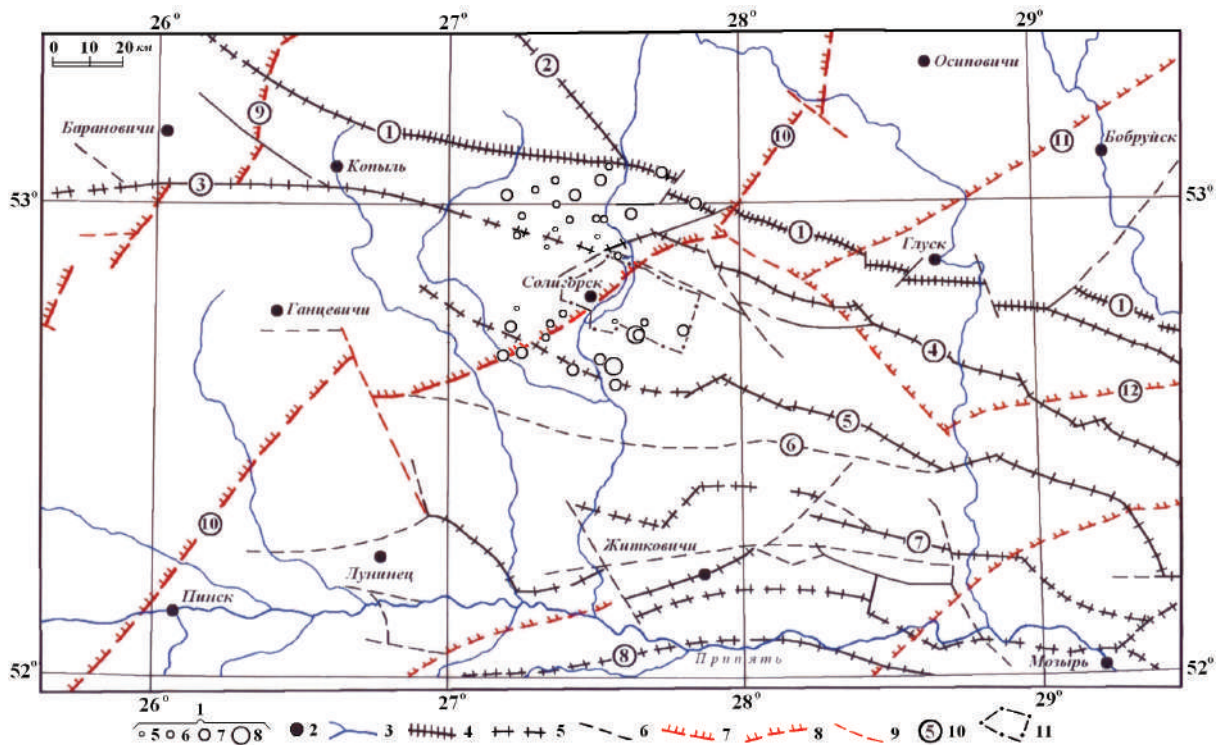 26° 27° 28° 29°
0 10 20 км
2
Осиповичи
9
10
11
Барановичи
1
Бобруйск
Копыль
3
53° 53°
1
Глуск
Солигорск
Ганцевичи
1
4
12
5
6
10
7
Житковичи
Лунинец
Пинск
8
Припять
Мозырь
52° 52°
26° 27° 28° 29°
1
5 6 7 8 2 3 4 5 6 7 8 9 5 10 11